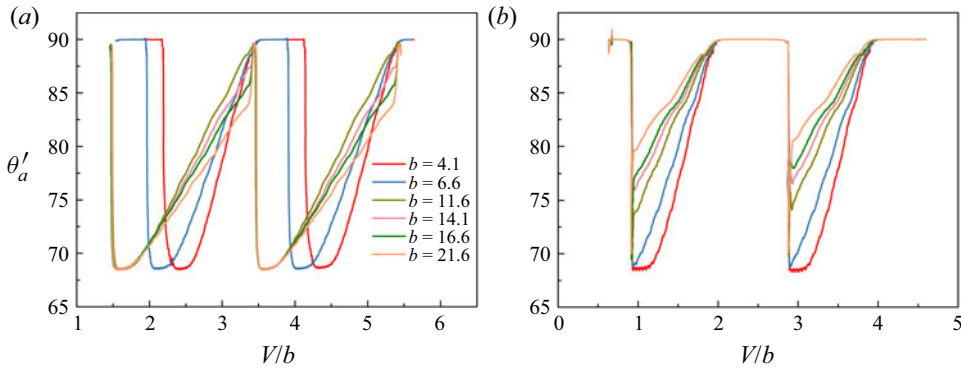 (a)
90
85
80
75
70
65
θ′a
b = 4.1
b = 6.6
b = 11.6
b = 14.1
b = 16.6
b = 21.6
1 2 3 4 5 6
V/b
(b)
90
85
80
75
70
65
0 1 2 3 4 5
V/b